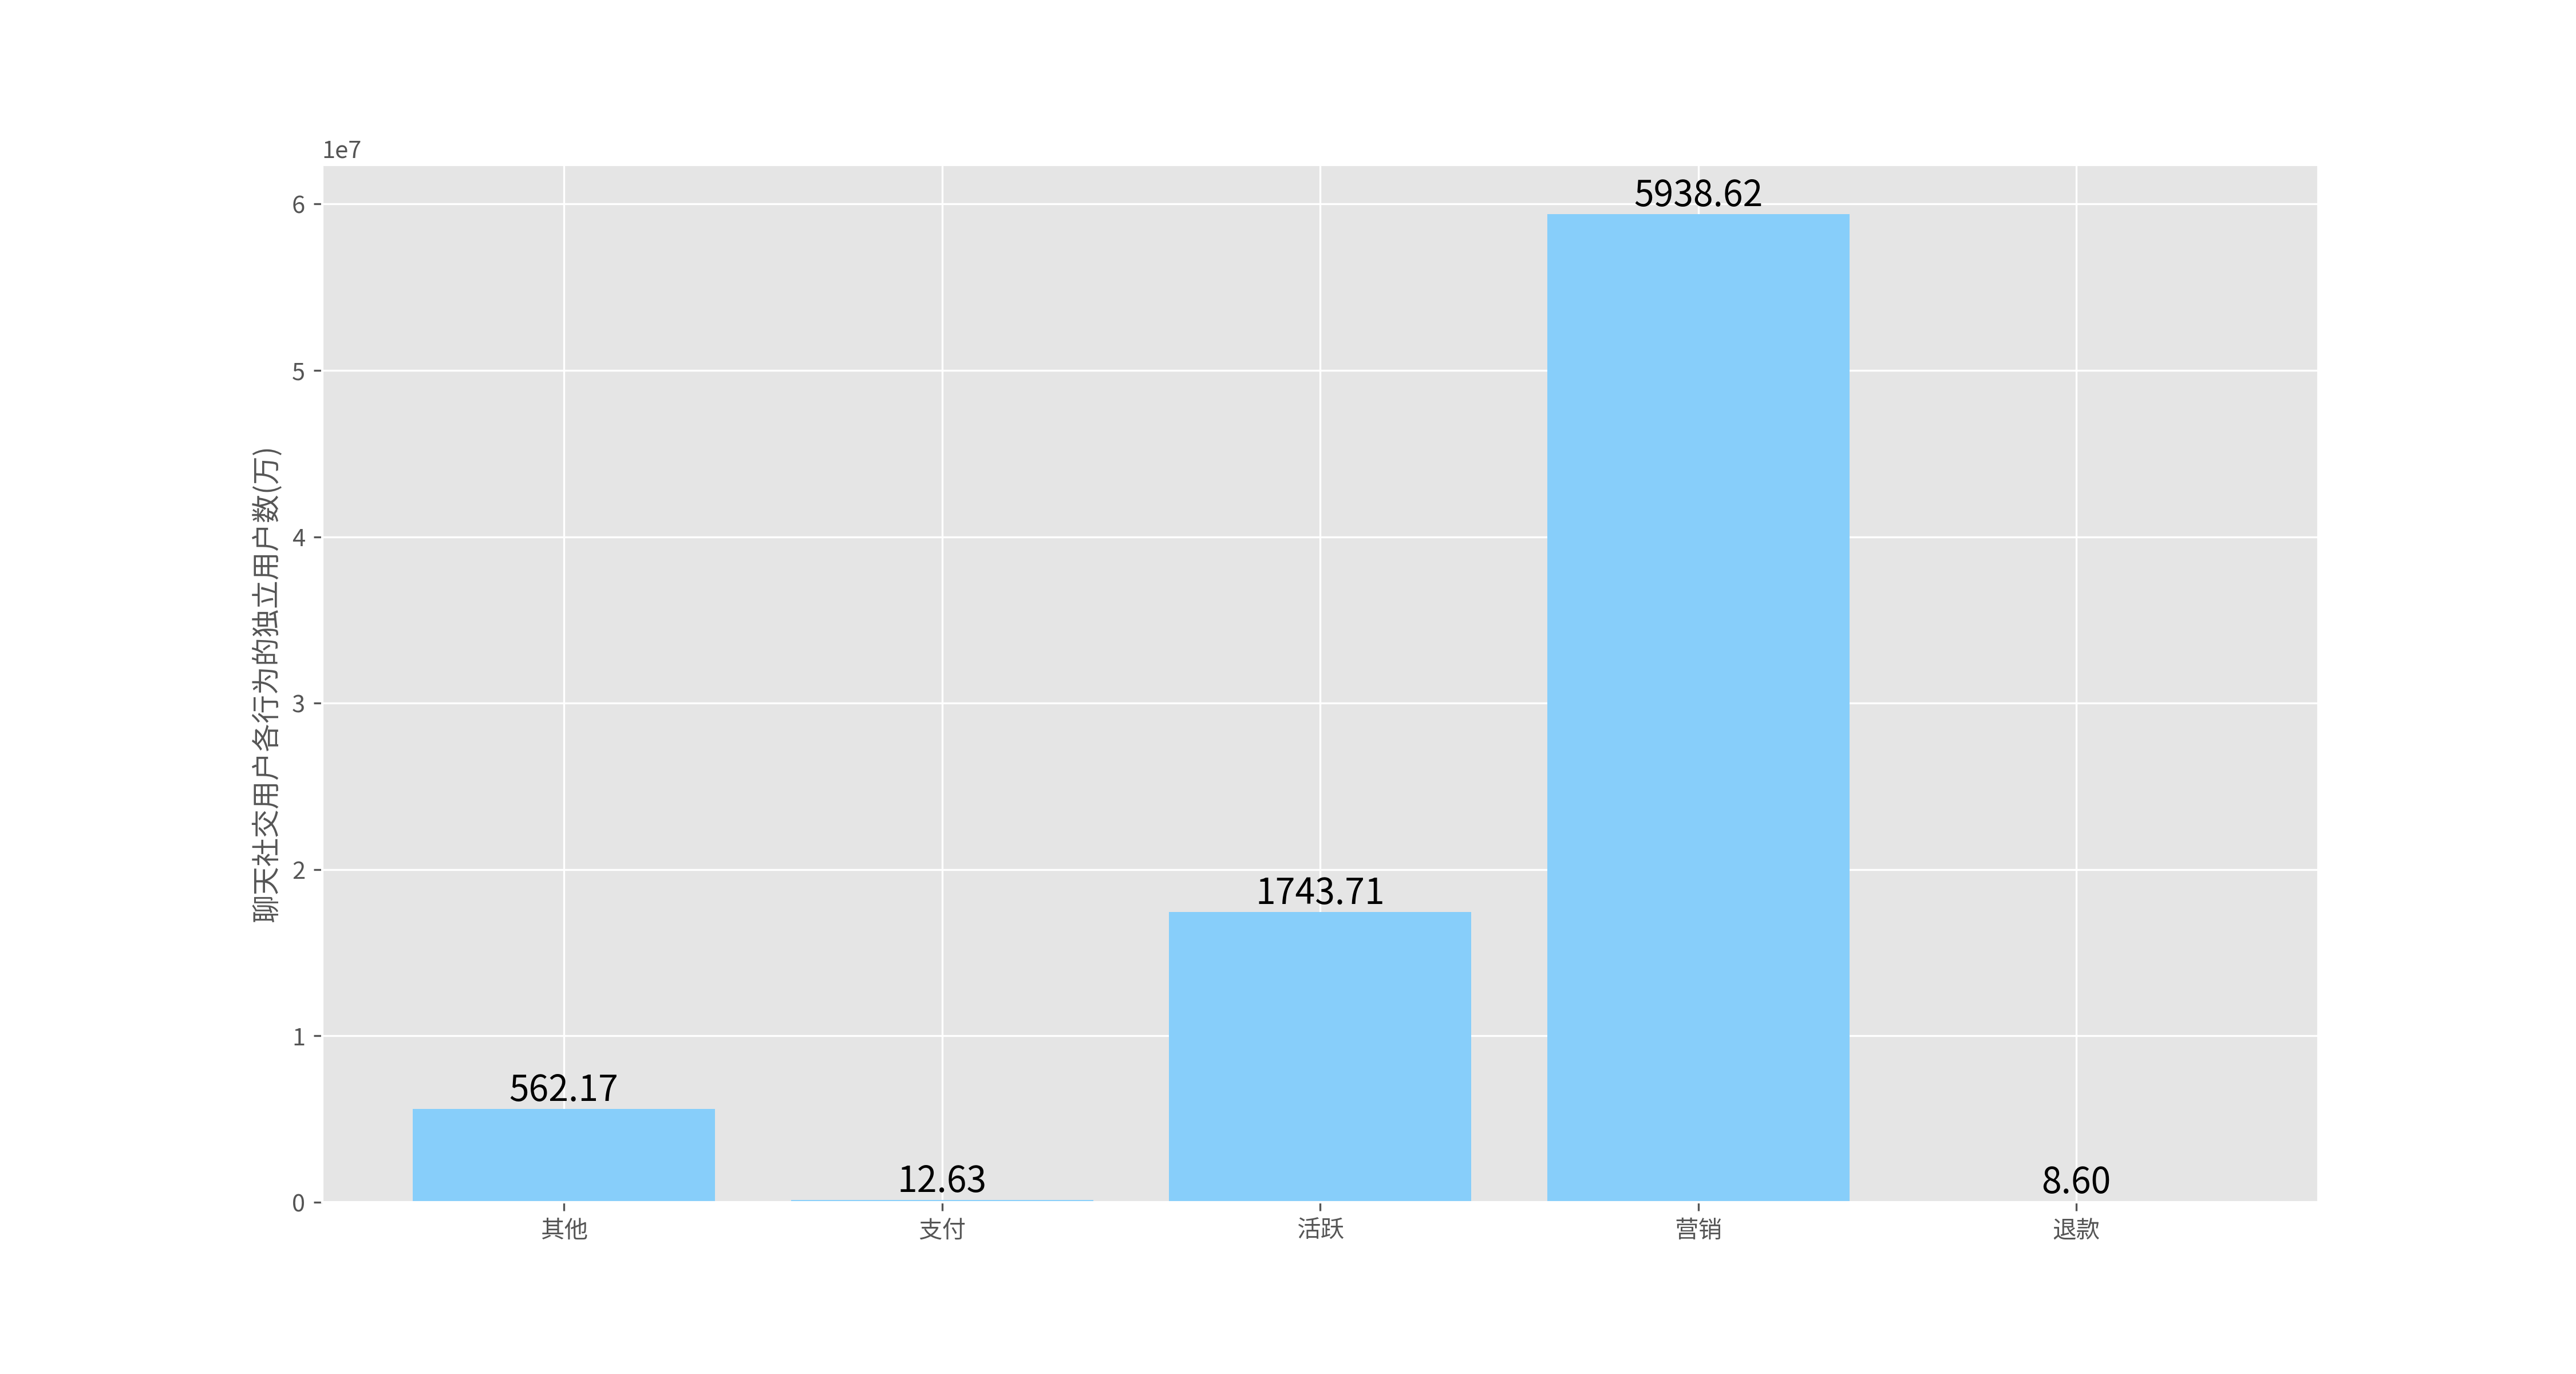 1e7
聊天社交用户各行为的独立用户数(万)
6
5
4
3
2
1
0
562.17
12.63
1743.71
5938.62
8.60
其他
支付
活跃
营销
退款